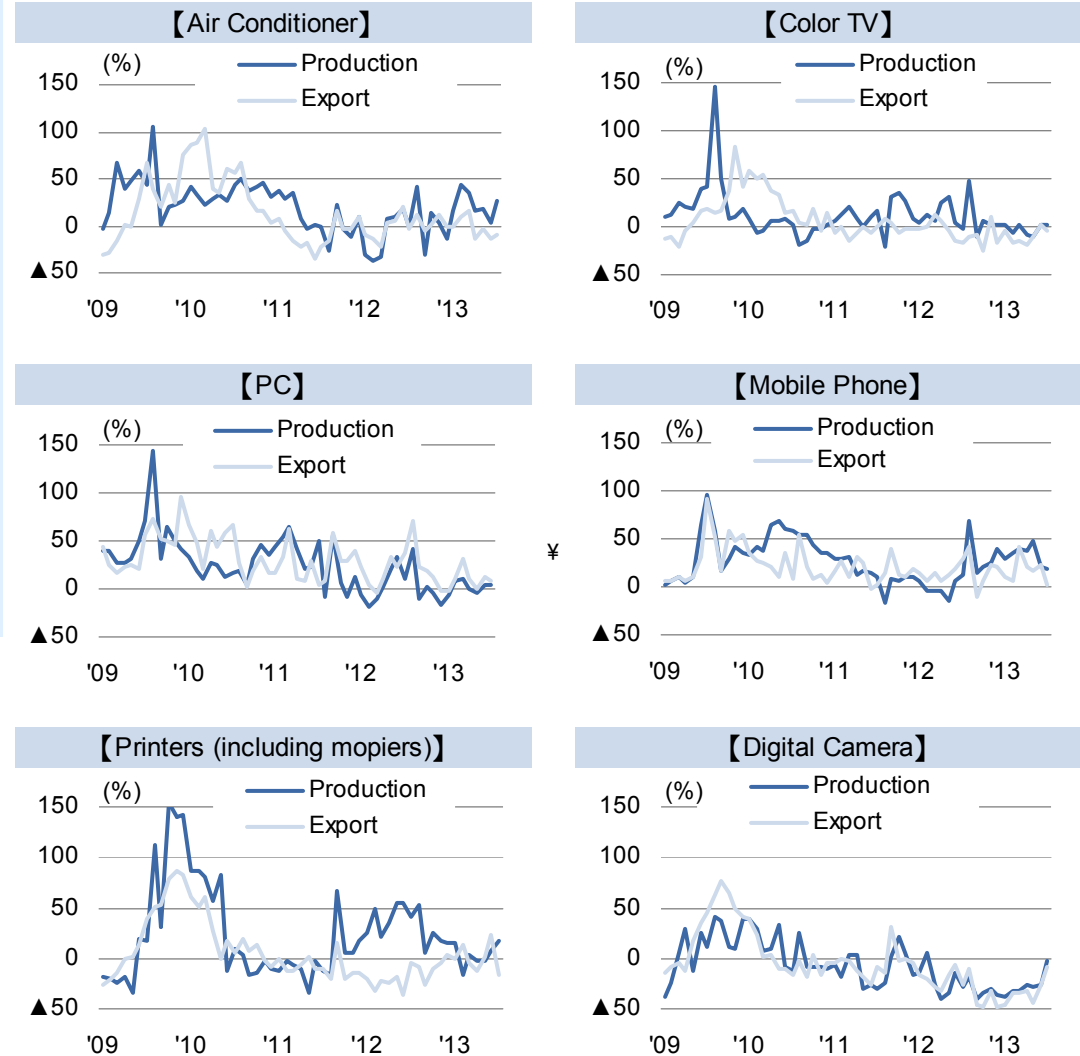 【Air Conditioner】
(%)
Production
Export
150
100
50
0
▲50
'09 '10 '11 '12 '13
【Color TV】
(%)
Production
Export
150
100
50
0
▲50
'09 '10 '11 '12 '13
【PC】
(%)
Production
Export
150
100
50
0
▲50
'09 '10 '11 '12 '13
¥
【Mobile Phone】
(%)
Production
Export
150
100
50
0
▲50
'09 '10 '11 '12 '13
【Printers (including mopiers)】
(%)
Production
Export
150
100
50
0
▲50
'09 '10 '11 '12 '13
【Digital Camera】
(%)
Production
Export
150
100
50
0
▲50
'09 '10 '11 '12 '13